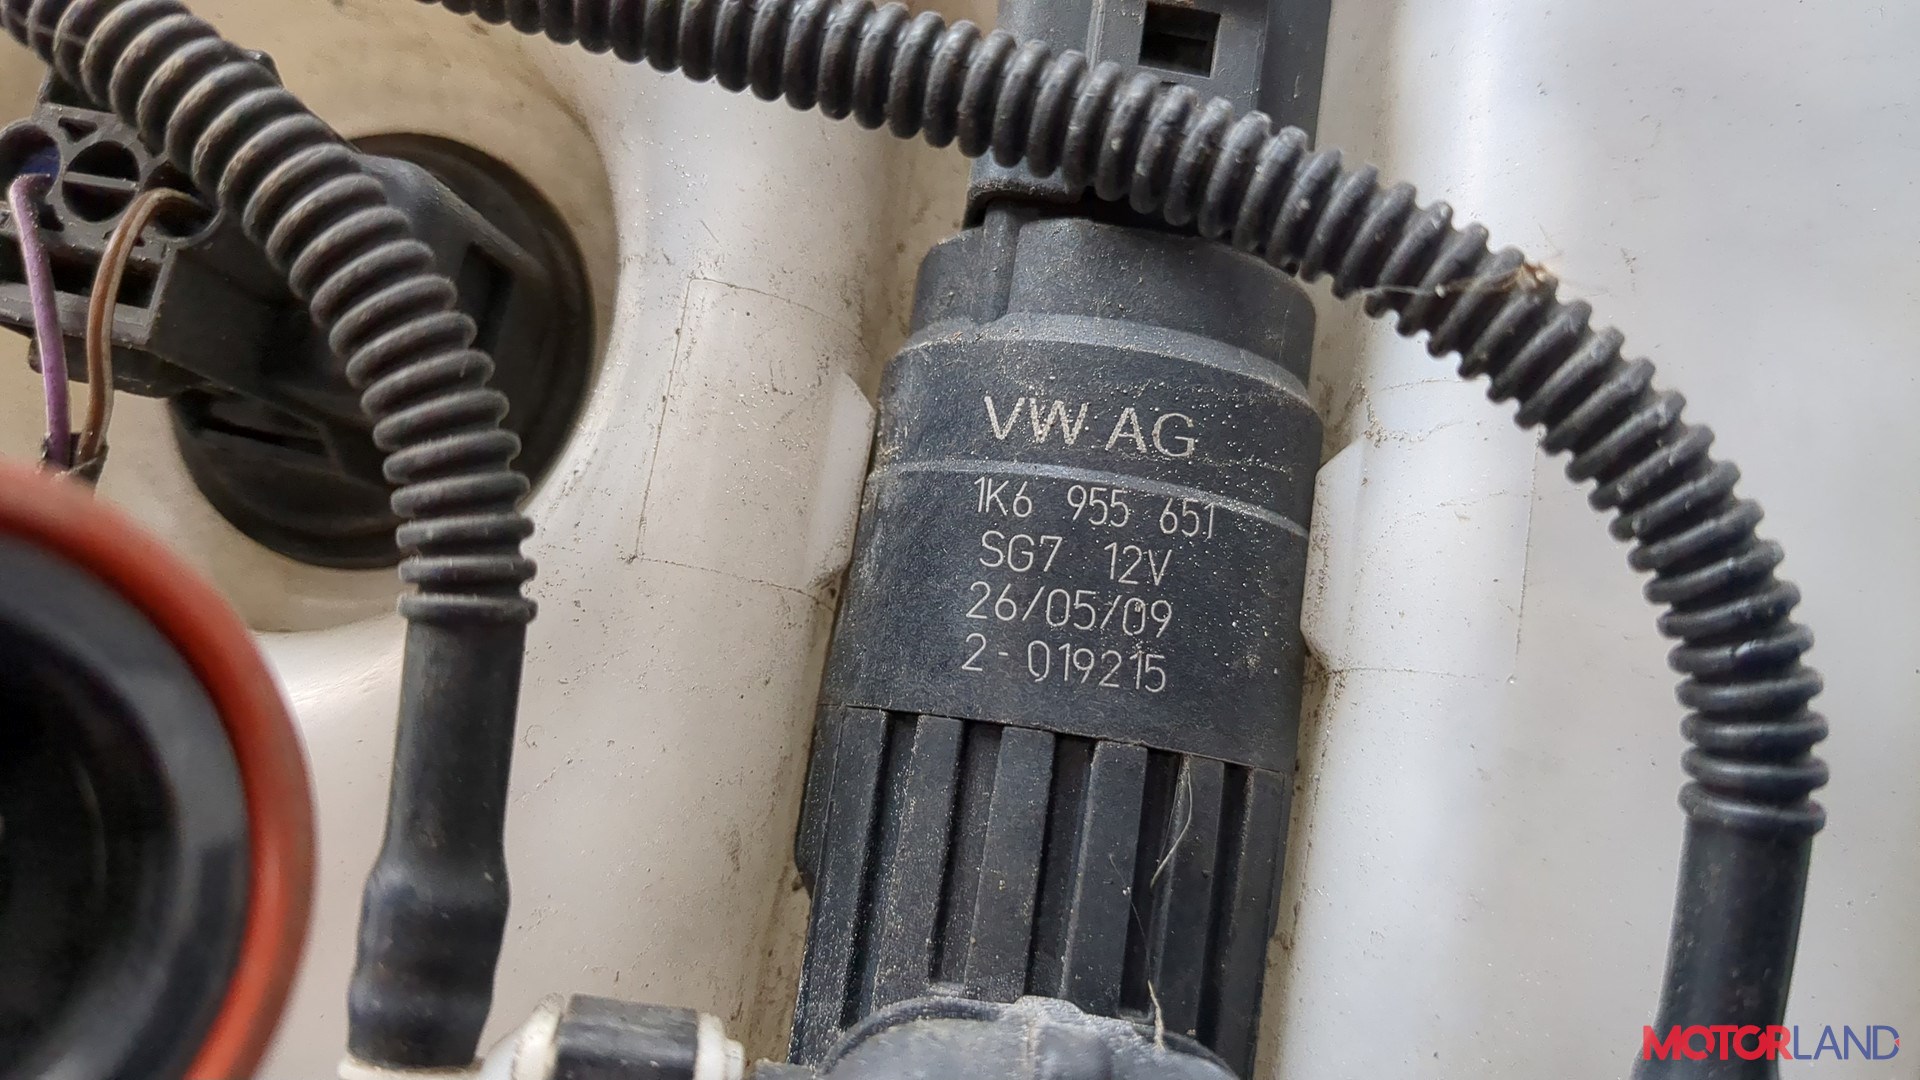 VW AG
1K6 955 651
SG7 12V
26/05/09
2-019215
MOTORLAND